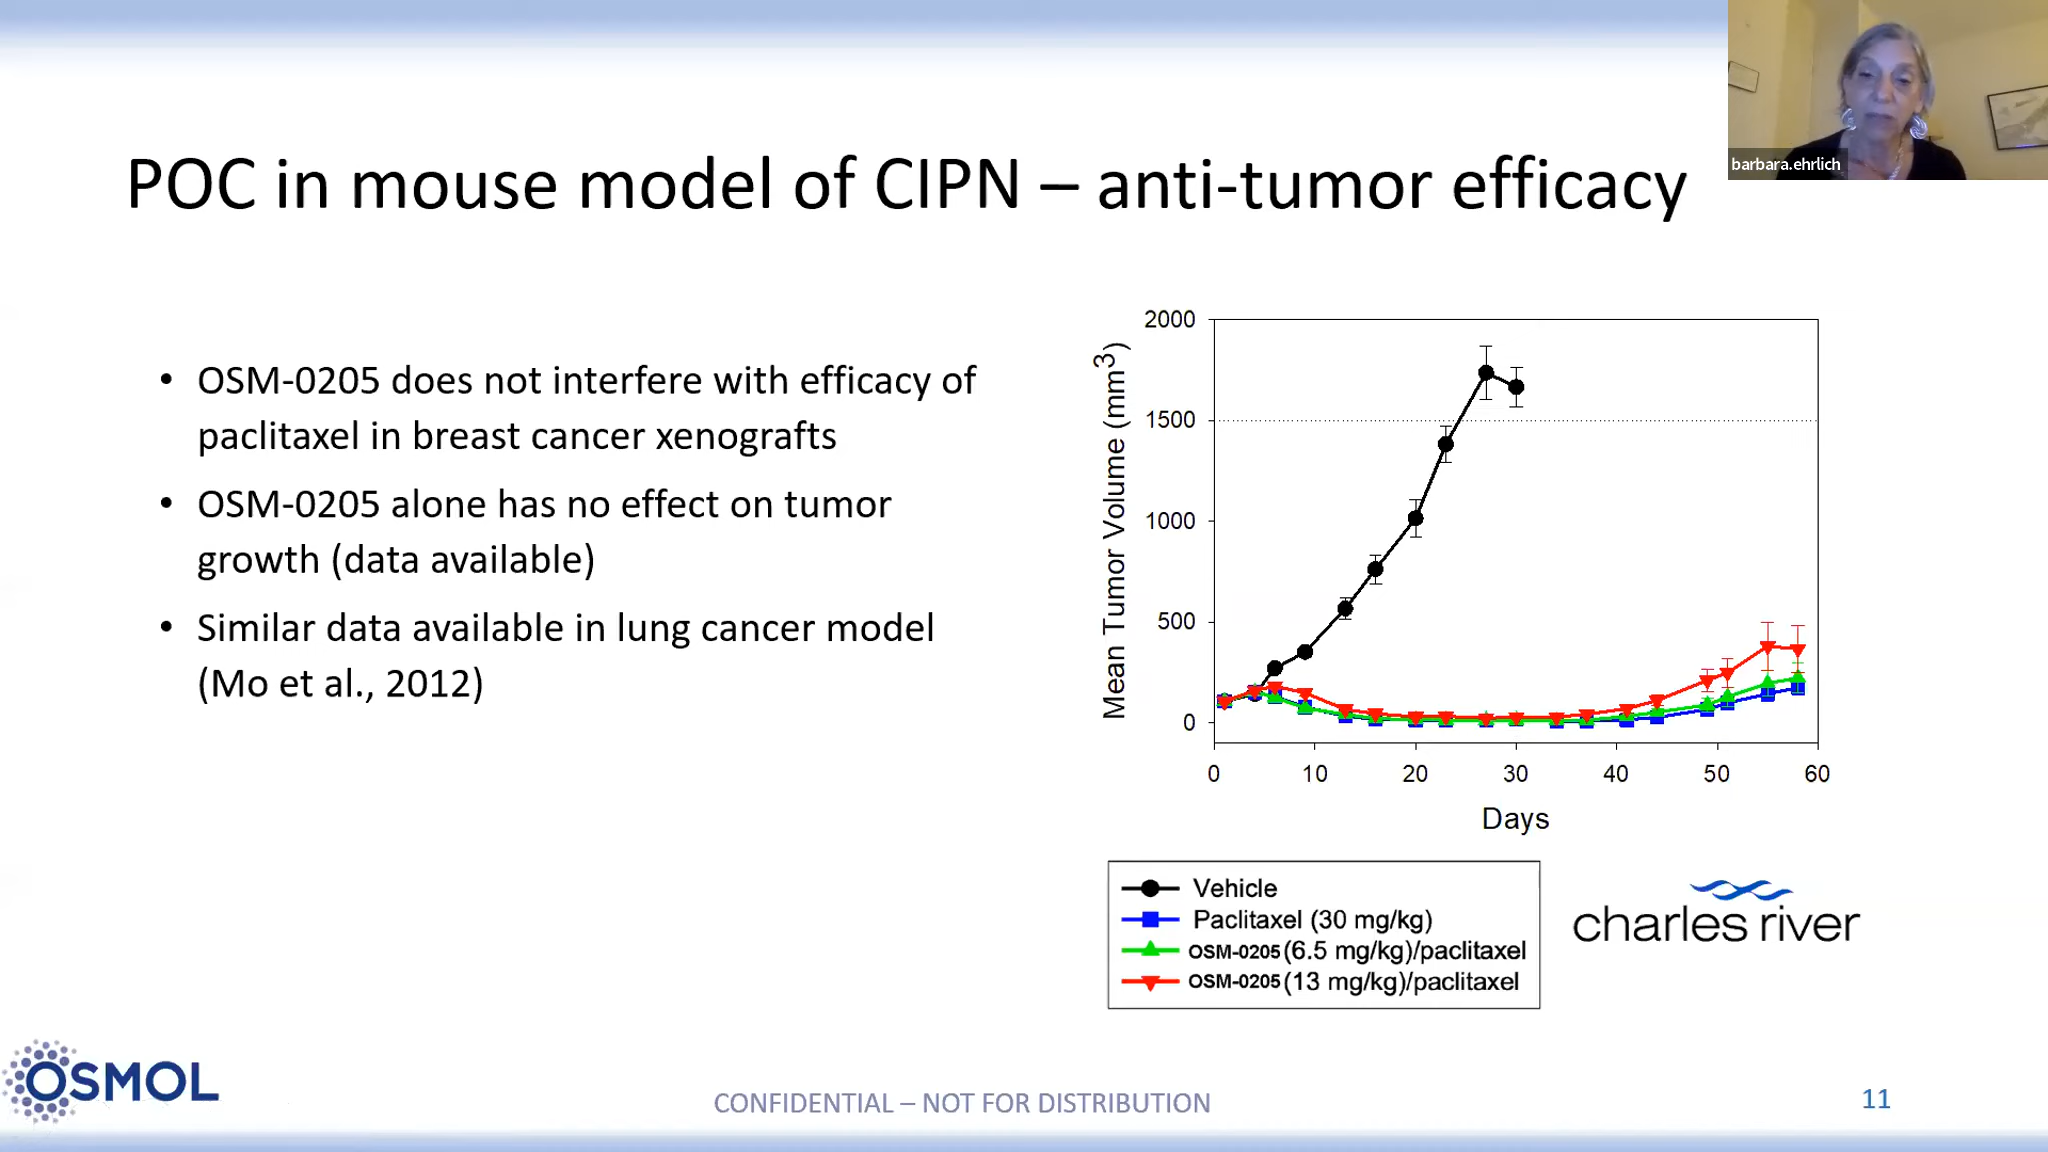 barbara.ehrlich
POC in mouse model of CIPN – anti-tumor efficacy
• OSM-0205 does not interfere with efficacy of
paclitaxel in breast cancer xenografts
• OSM-0205 alone has no effect on tumor
growth (data available)
• Similar data available in lung cancer model
(Mo et al., 2012)
Mean Tumor Volume (mm³)
2000
1500
1000
500
0
0 10 20 30 40 50 60
Days
Vehicle
Paclitaxel (30 mg/kg)
OSM-0205 (6.5 mg/kg)/paclitaxel
OSM-0205 (13 mg/kg)/paclitaxel
charles river
OSMOL
CONFIDENTIAL – NOT FOR DISTRIBUTION
11